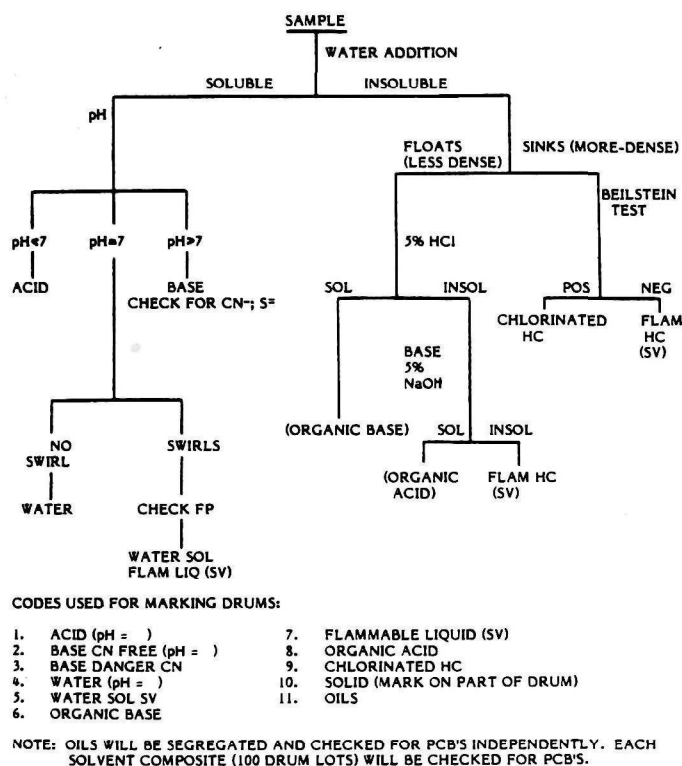 SAMPLE
WATER ADDITION
SOLUBLE INSOLUBLE
pH
FLOATS
(LESS DENSE)
SINKS (MORE-DENSE)
BEILSTEIN
TEST
pH<7 pH=7 pH>7
5% HCl
ACID
BASE
CHECK FOR CN-; S=
SOL INSOL
POS NEG
CHLORINATED
HC
FLAM
HC
(SV)
BASE
5%
NaOH
(ORGANIC BASE)
SOL INSOL
NO
SWIRL
SWIRLS
(ORGANIC
ACID)
FLAM HC
(SV)
WATER
CHECK FP
WATER SOL
FLAM LIQ (SV)
CODES USED FOR MARKING DRUMS:
1. ACID (pH = )
2. BASE CN FREE (pH = )
3. BASE DANGER CN
4. WATER (pH = )
5. WATER SOL SV
6. ORGANIC BASE
7. FLAMMABLE LIQUID (SV)
8. ORGANIC ACID
9. CHLORINATED HC
10. SOLID (MARK ON PART OF DRUM)
11. OILS
NOTE: OILS WILL BE SEGREGATED AND CHECKED FOR PCB'S INDEPENDENTLY. EACH
SOLVENT COMPOSITE (100 DRUM LOTS) WILL BE CHECKED FOR PCB'S.